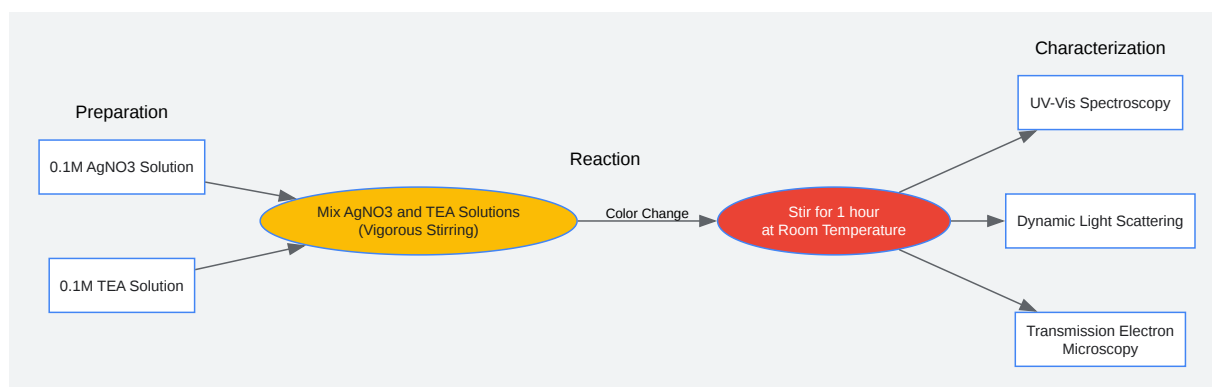 Preparation
0.1M AgNO3 Solution
0.1M TEA Solution
Mix AgNO3 and TEA Solutions
(Vigorous Stirring)
Reaction
Color Change
Stir for 1 hour
at Room Temperature
Characterization
UV-Vis Spectroscopy
Dynamic Light Scattering
Transmission Electron
Microscopy